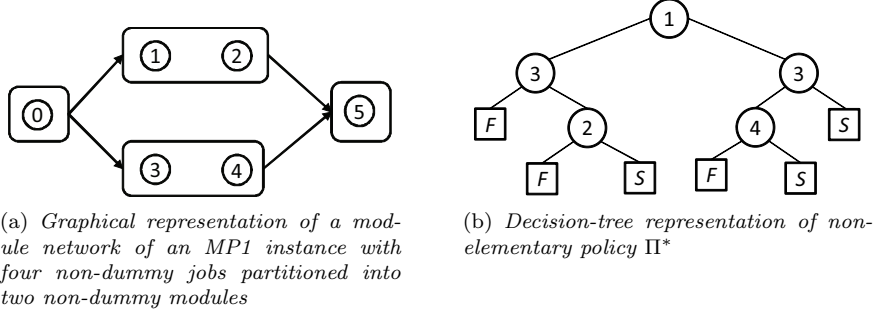 1
3
3
F
2
4
S
F
S
F
S
1 2
0
5
3 4
(a) Graphical representation of a mod-
ule network of an MP1 instance with
four non-dummy jobs partitioned into
two non-dummy modules
(b) Decision-tree representation of non-
elementary policy Π*